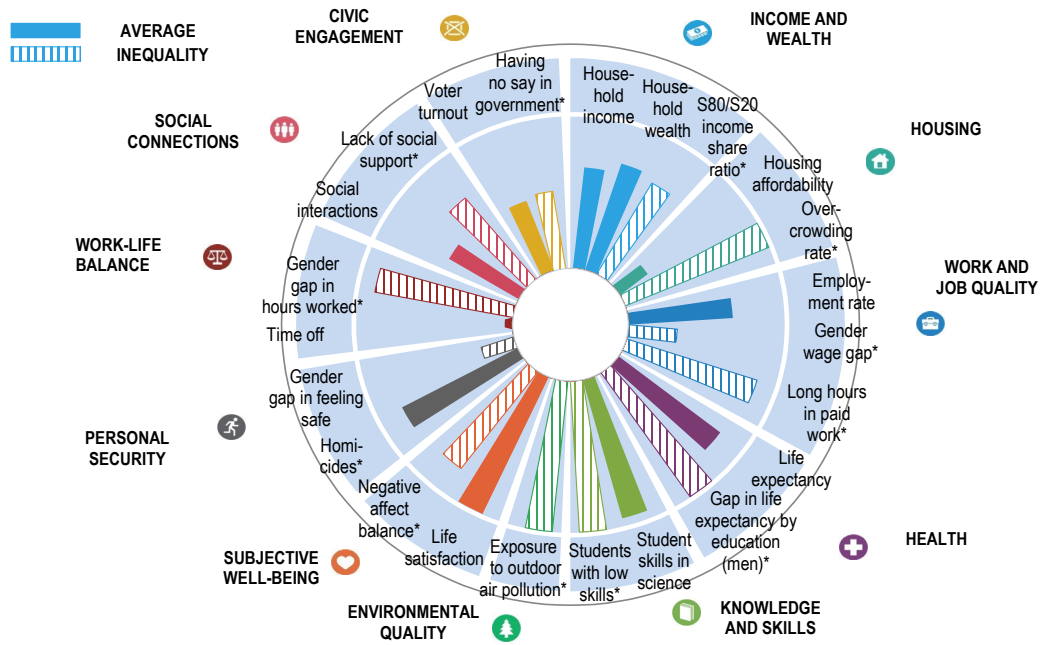 AVERAGE
INEQUALITY
CIVIC
ENGAGEMENT
INCOME AND
WEALTH
SOCIAL
CONNECTIONS
HOUSING
WORK-LIFE
BALANCE
WORK AND
JOB QUALITY
PERSONAL
SECURITY
HEALTH
SUBJECTIVE
WELL-BEING
ENVIRONMENTAL
QUALITY
KNOWLEDGE
AND SKILLS
House-
hold
income
House-
hold
wealth
S80/S20
income
share
ratio*
Housing
affordability
Over-
crowding
rate*
Employ-
ment rate
Gender
wage gap*
Long hours
in paid
work*
Life
expectancy
Gap in life
expectancy by
education
(men)*
Student
skills in
science
Students
with low
skills*
Exposure
to outdoor
air pollution*
Life
satisfaction
Negative
affect
balance*
Homi-
cides*
Gender
gap in feeling
safe
Time off
Gender
gap in
hours worked*
Social
interactions
Lack of social
support*
Voter
turnout
Having
no say in
government*